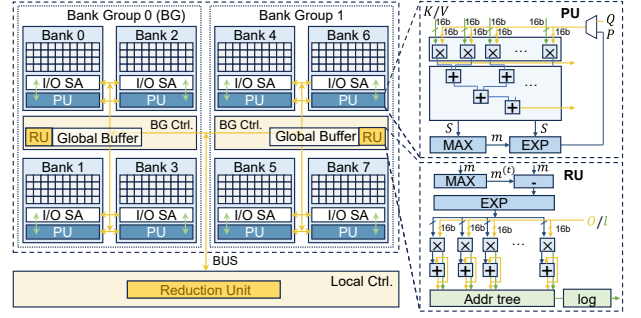 Bank Group 0 (BG)
Bank Group 1
Bank 0
Bank 2
Bank 4
Bank 6
I/O SA
I/O SA
I/O SA
I/O SA
PU
PU
PU
PU
BG Ctrl.
BG Ctrl.
RU
Global Buffer
Global Buffer
RU
Bank 1
Bank 3
Bank 5
Bank 7
I/O SA
I/O SA
I/O SA
I/O SA
PU
PU
PU
PU
BUS
Local Ctrl.
Reduction Unit
K/V
PU
16b
16b
16b
16b
Q
P
× × × ... ×
+
+
+
...
S
S
MAX
m
EXP
m
m
RU
MAX
m(t)
-
EXP
O/l
16b
16b
16b
16b
× × × ... ×
+ + + ... +
Addr tree
log